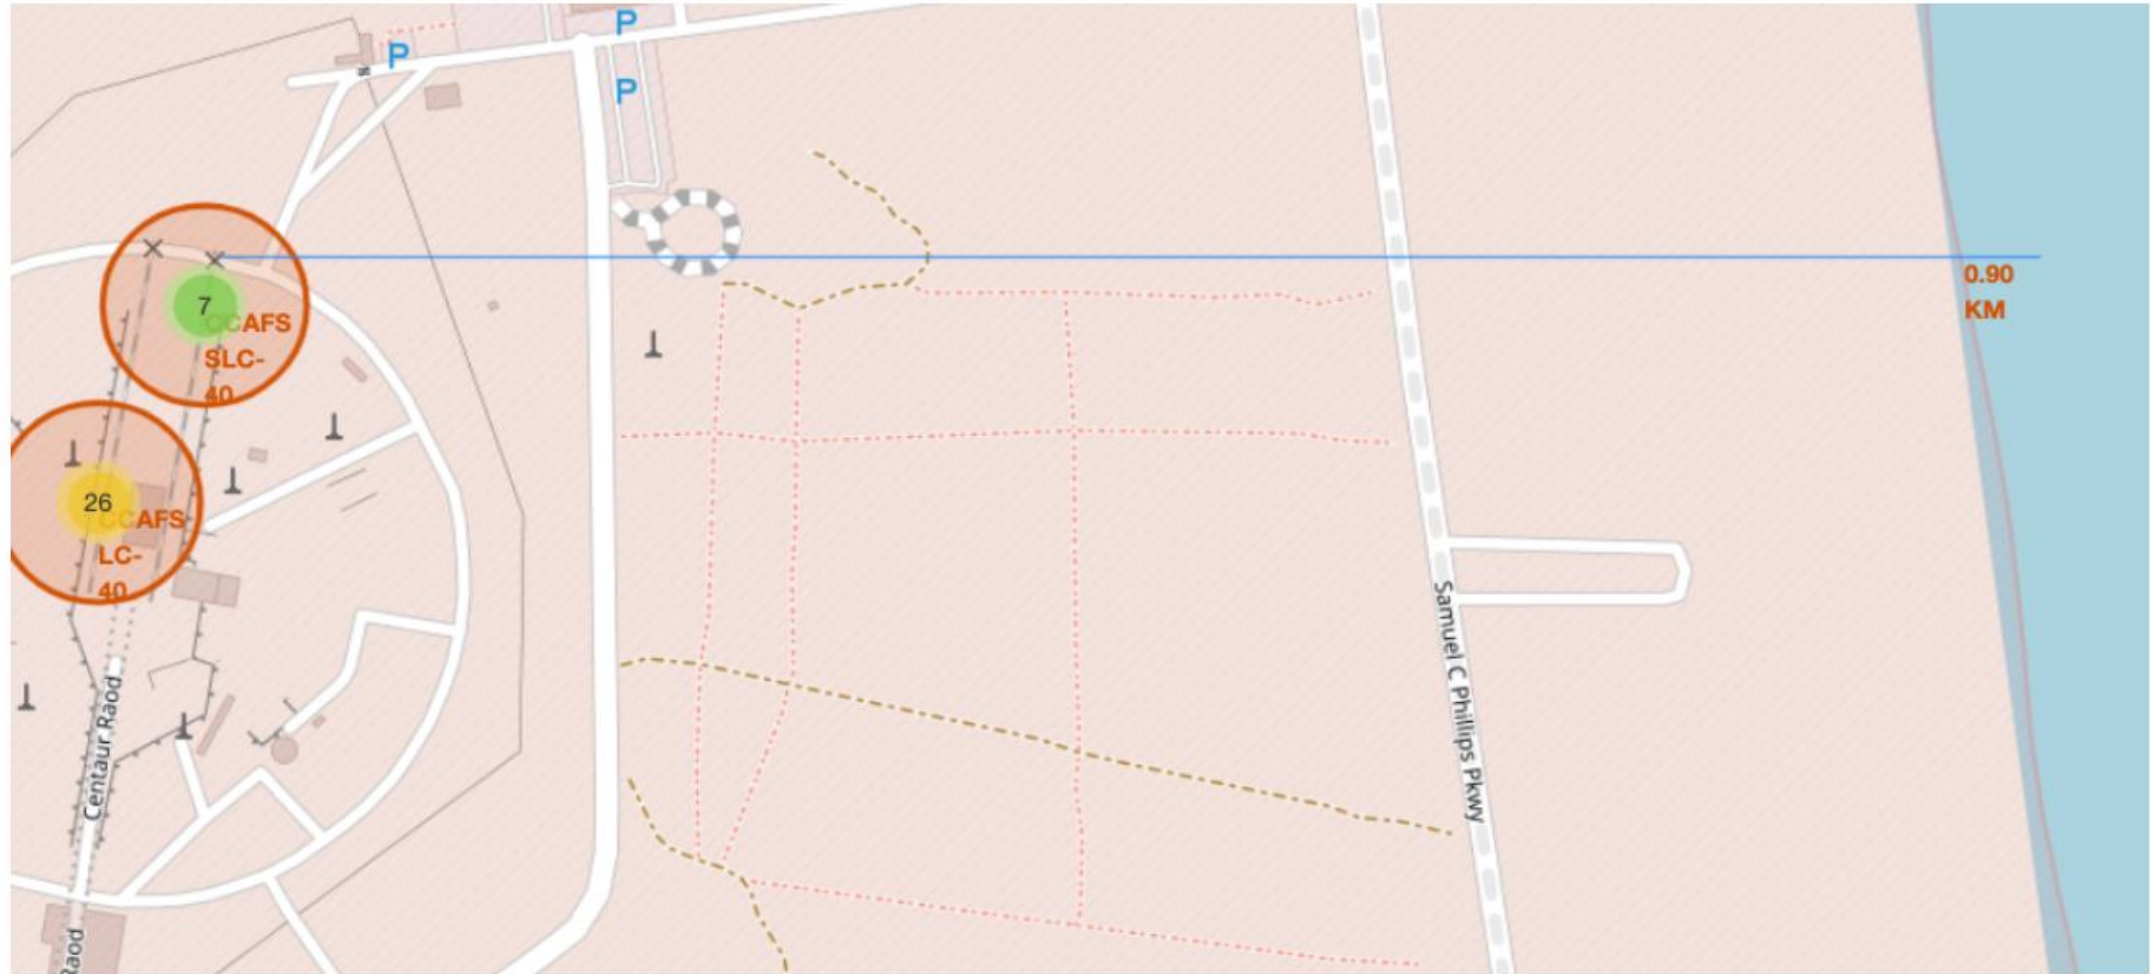 P
P
P
0.90
KM
7
CCAFS
SLC-
40
26
CCAFS
LC-
40
Samuel C Phillips Pkwy
Centaur Raod
Raod